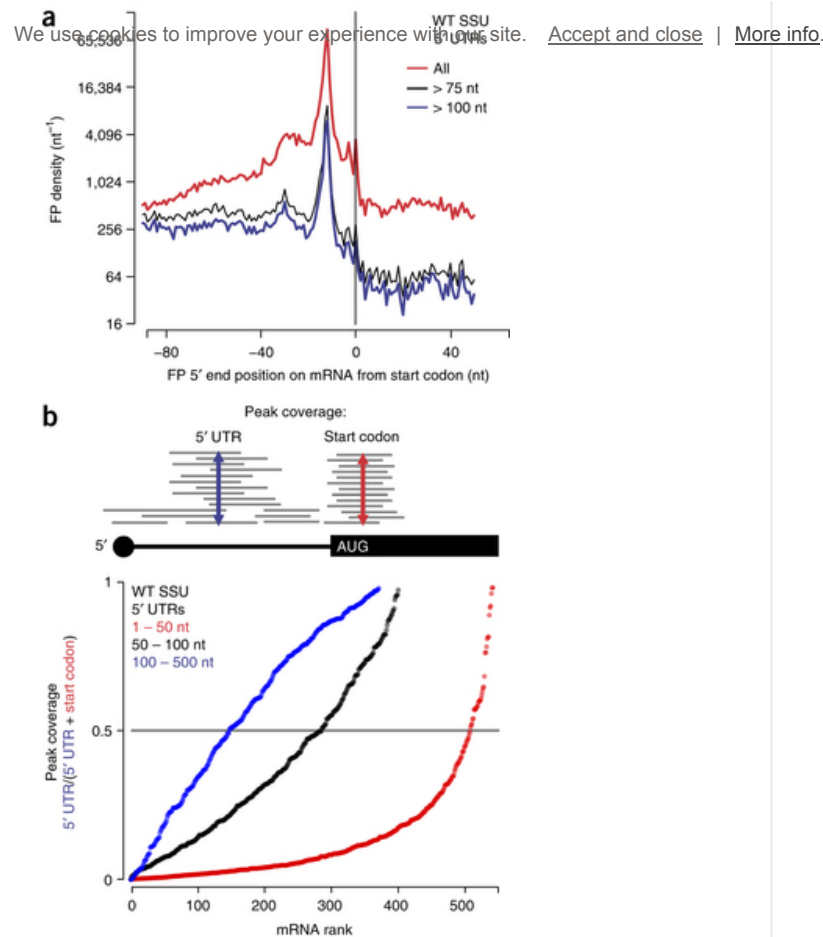 a
WT SSU
5′ UTRs
We use cookies to improve your experience with our site. Accept and close | More info.
65,536
16,384
4,096
1,024
256
64
16
FP density (nt⁻¹)
All
> 75 nt
> 100 nt
−80
−40
0
40
FP 5′ end position on mRNA from start codon (nt)
b
Peak coverage:
5′ UTR
Start codon
5′
AUG
1
0.5
0
Peak coverage
5′ UTR/(5′ UTR + start codon)
WT SSU
5′ UTRs
1 – 50 nt
50 – 100 nt
100 – 500 nt
0
100
200
300
400
500
mRNA rank